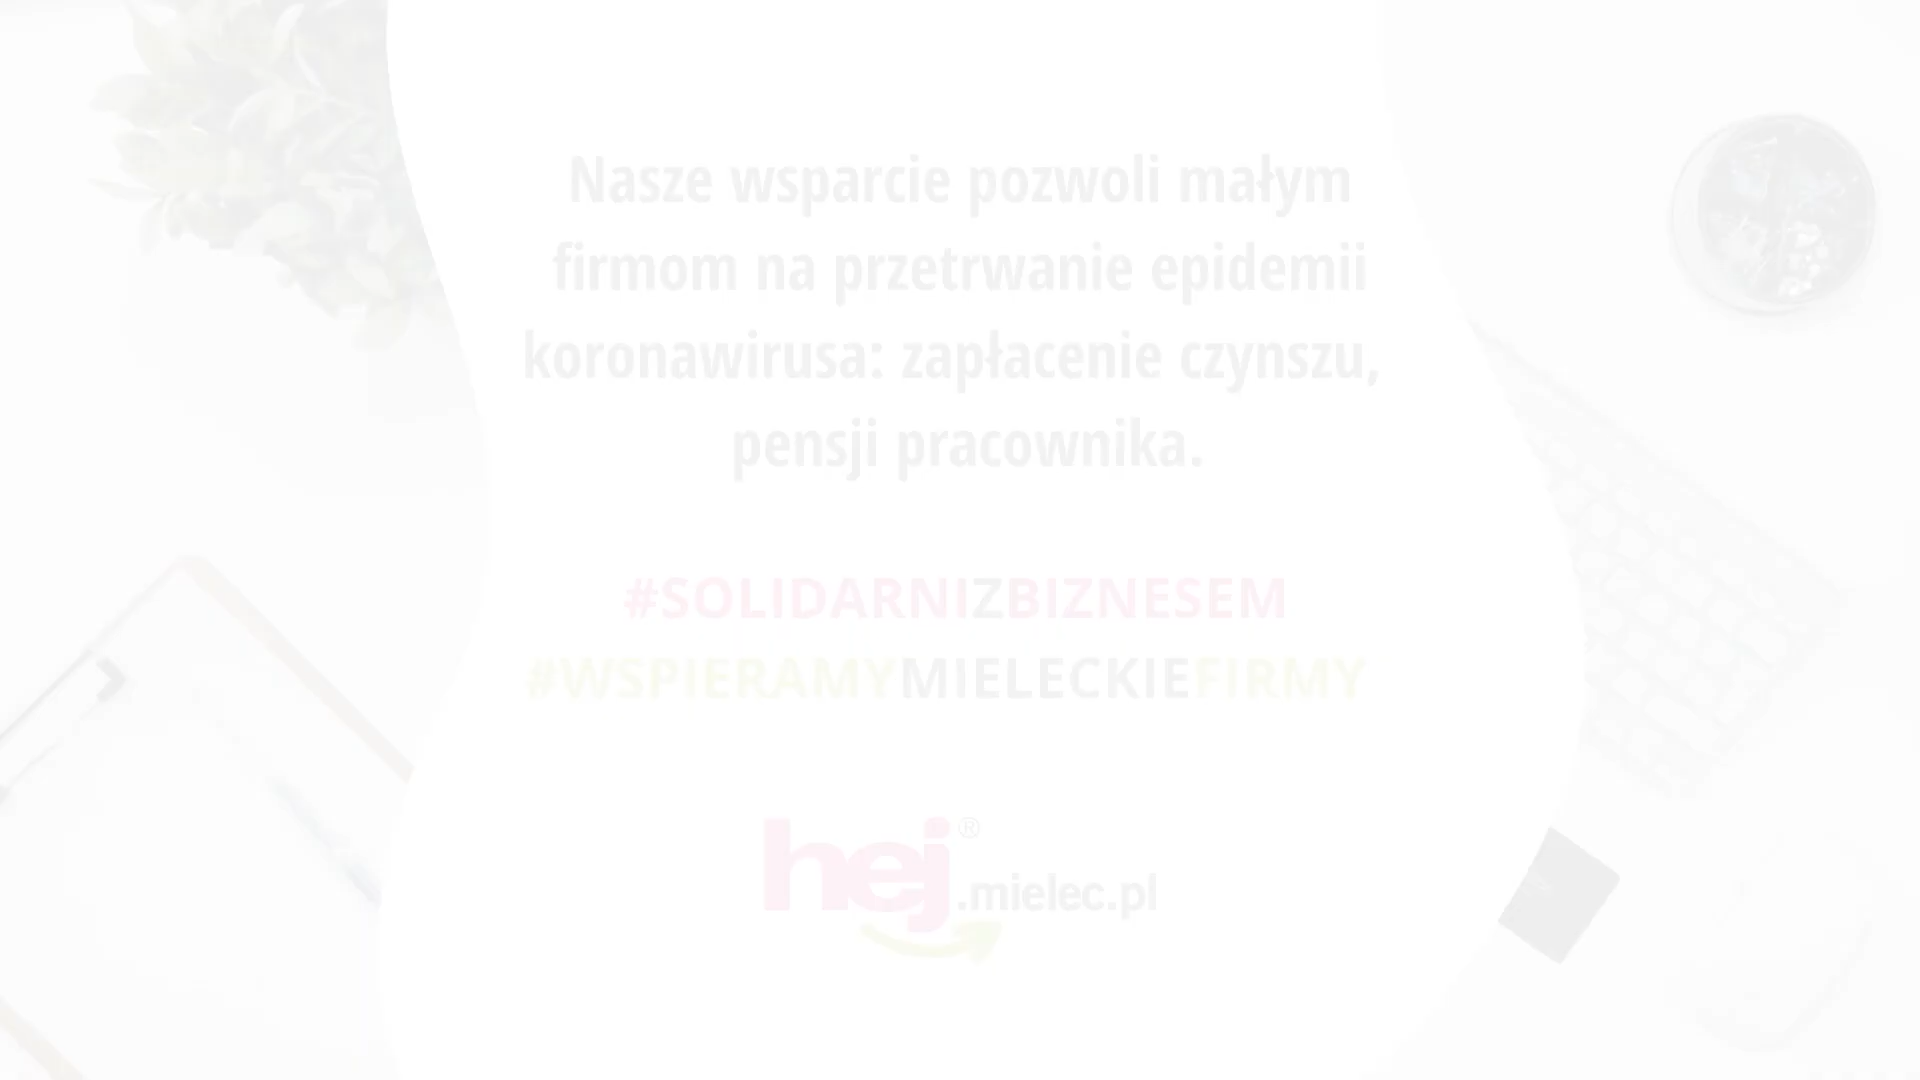 Nasze wsparcie pozwoli małym
firmom na przetrwanie epidemii
koronawirusa: zapłacenie czynszu,
pensji pracownika.
#SOLIDARNIZBIZNESEM
#WSPIERAMYMIELECKIEFIRMY
hej®.mielec.pl